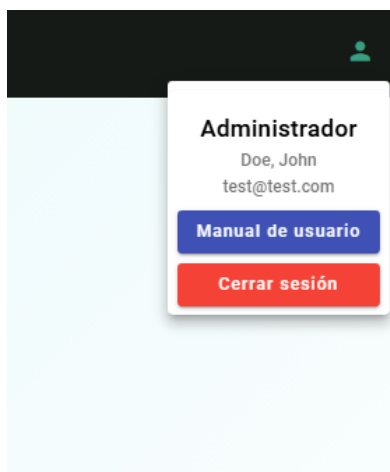 Administrador
Doe, John
test@test.com
Manual de usuario
Cerrar sesión